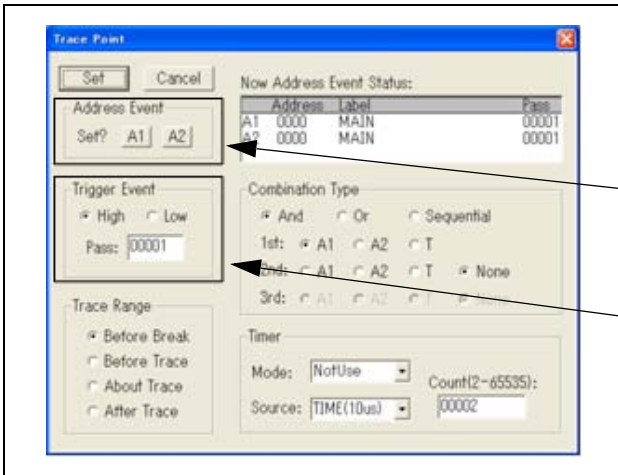 Trace Point
Set Cancel
Address Event
Set? A1 A2
Now Address Event Status:
Address Label Pass
A1 0000 MAIN 00001
A2 0000 MAIN 00001
Trigger Event
High Low
Pass: 00001
Combination Type
And Or Sequential
1st: A1 A2 T
2nd: A1 A2 T None
3rd: A1 A2 T None
Trace Range
Before Break
Before Trace
About Trace
After Trace
Timer
Mode: NotUse
Count(2-65535):
Source: TIME(10us) 00002